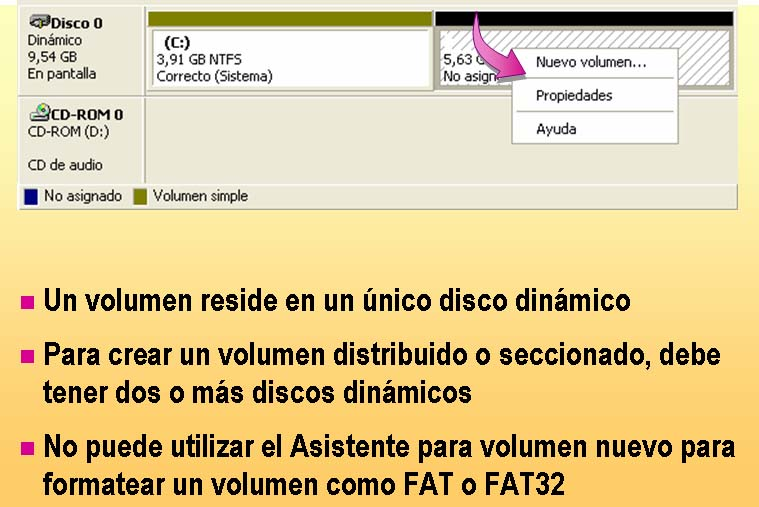 Disco 0
Dinámico
9,54 GB
En pantalla
(C:)
3,91 GB NTFS
Correcto (Sistema)
5,63
No
Nuevo volumen...
Propiedades
Ayuda
CD-ROM 0
CD-ROM (D:)
CD de audio
No asignado
Volumen simple
Un volumen reside en un único disco dinámico
Para crear un volumen distribuido o seccionado, debe
tener dos o más discos dinámicos
No puede utilizar el Asistente para volumen nuevo para
formatear un volumen como FAT o FAT32